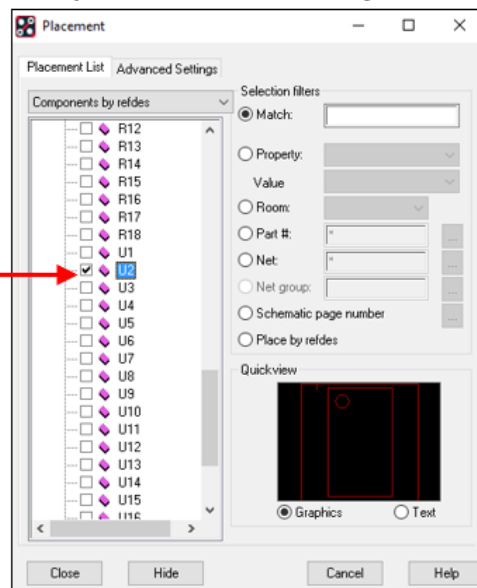 Placement
Placement List Advanced Settings
Components by refdes
R12
R13
R14
R15
R16
R17
R18
U1
U2
U3
U4
U5
U6
U7
U8
U9
U10
U11
U12
U13
U14
U15
U16
Selection filters
Match:
Property:
Value
Room:
Part #: *
Net: *
Net group:
Schematic page number
Place by refdes
Quickview
Graphics Text
Close Hide Cancel Help